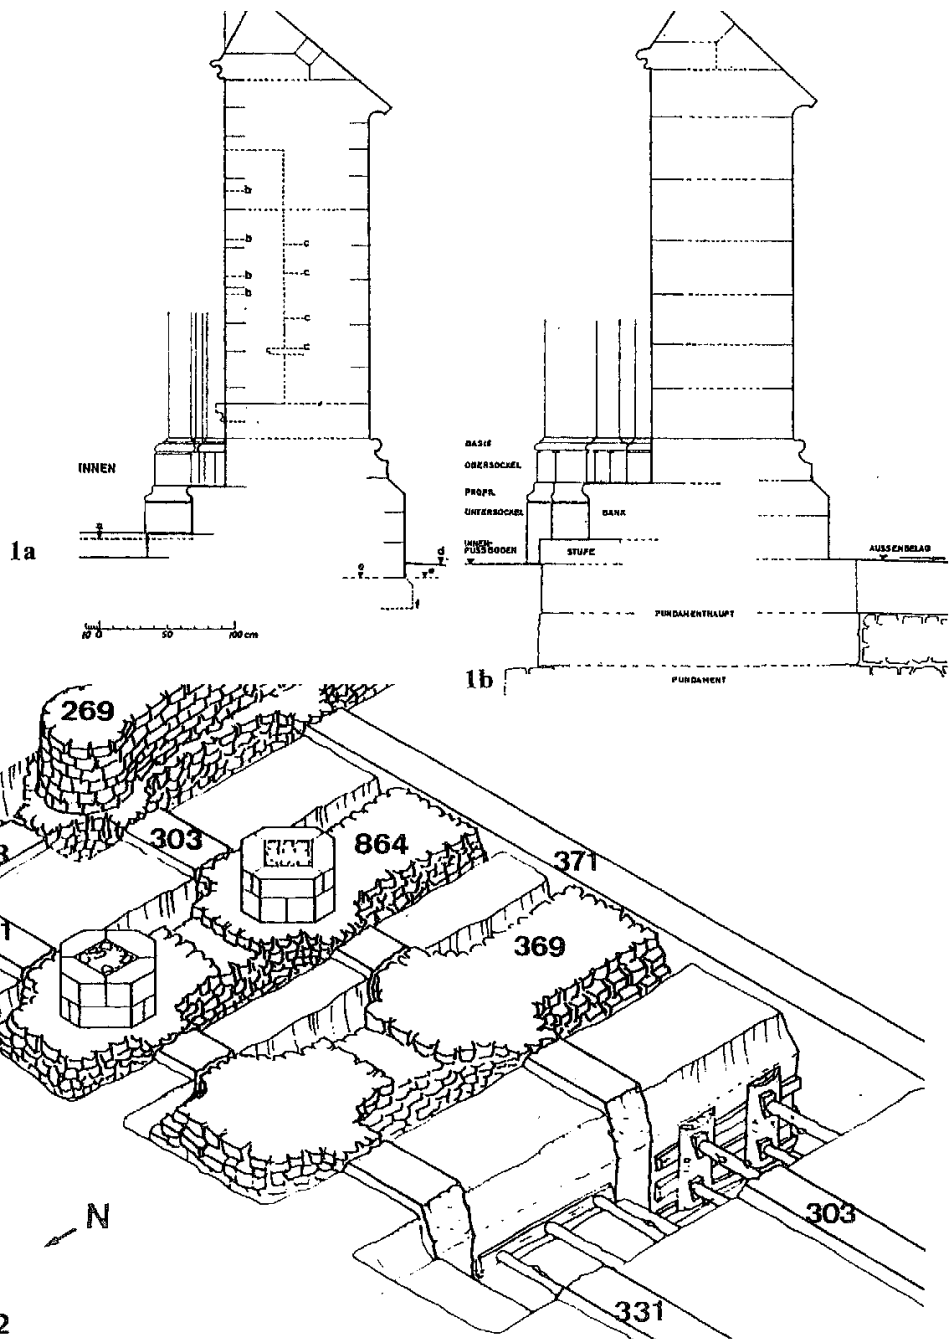 b
b
c
b
c
b
c
c
INNEN
1a
d
e
e
f
10 0 50 100 cm
BASIS
OBERSOCKEL
PROFIL
UNTERSOCKEL
BANK
INNEN-
FUSSBODEN
STUFE
AUSSENBELAG
FUNDAMENTHAUPT
1b
FUNDAMENT
269
303
864
371
369
1
N
303
331
2